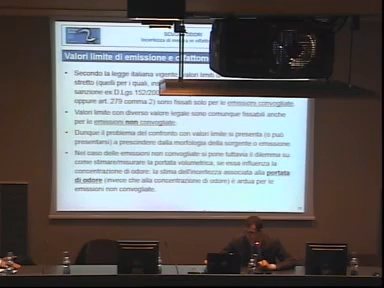 Valori limite di emissione e
• Secondo la legge italiana vigente, valori limite
stretto (quelli per i quali,
sanzione ex D.Lgs 152/20
oppure art. 279 comma 2) sono fissati solo per le emissioni convogliate.
• Valori limite con diverso valore legale sono comunque fissabili anche
per le emissioni non convogliate.
• Dunque il problema del confronto con valori limite si presenta (o può
presentarsi) a prescindere dalla morfologia della sorgente o emissione
• Nel caso delle emissioni non convogliate si pone tuttavia il dilemma su
come stimare/misurare la portata volumetrica, se essa influenza la
concentrazione di odore: la stima dell'incertezza associata alla portata
di odore (invece che alla concentrazione di odore) è ardua per le
emissioni non convogliate.